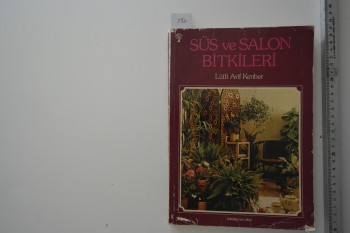 SÜS ve SALON
BİTKİLERİ
Lütfi Arif Kenber